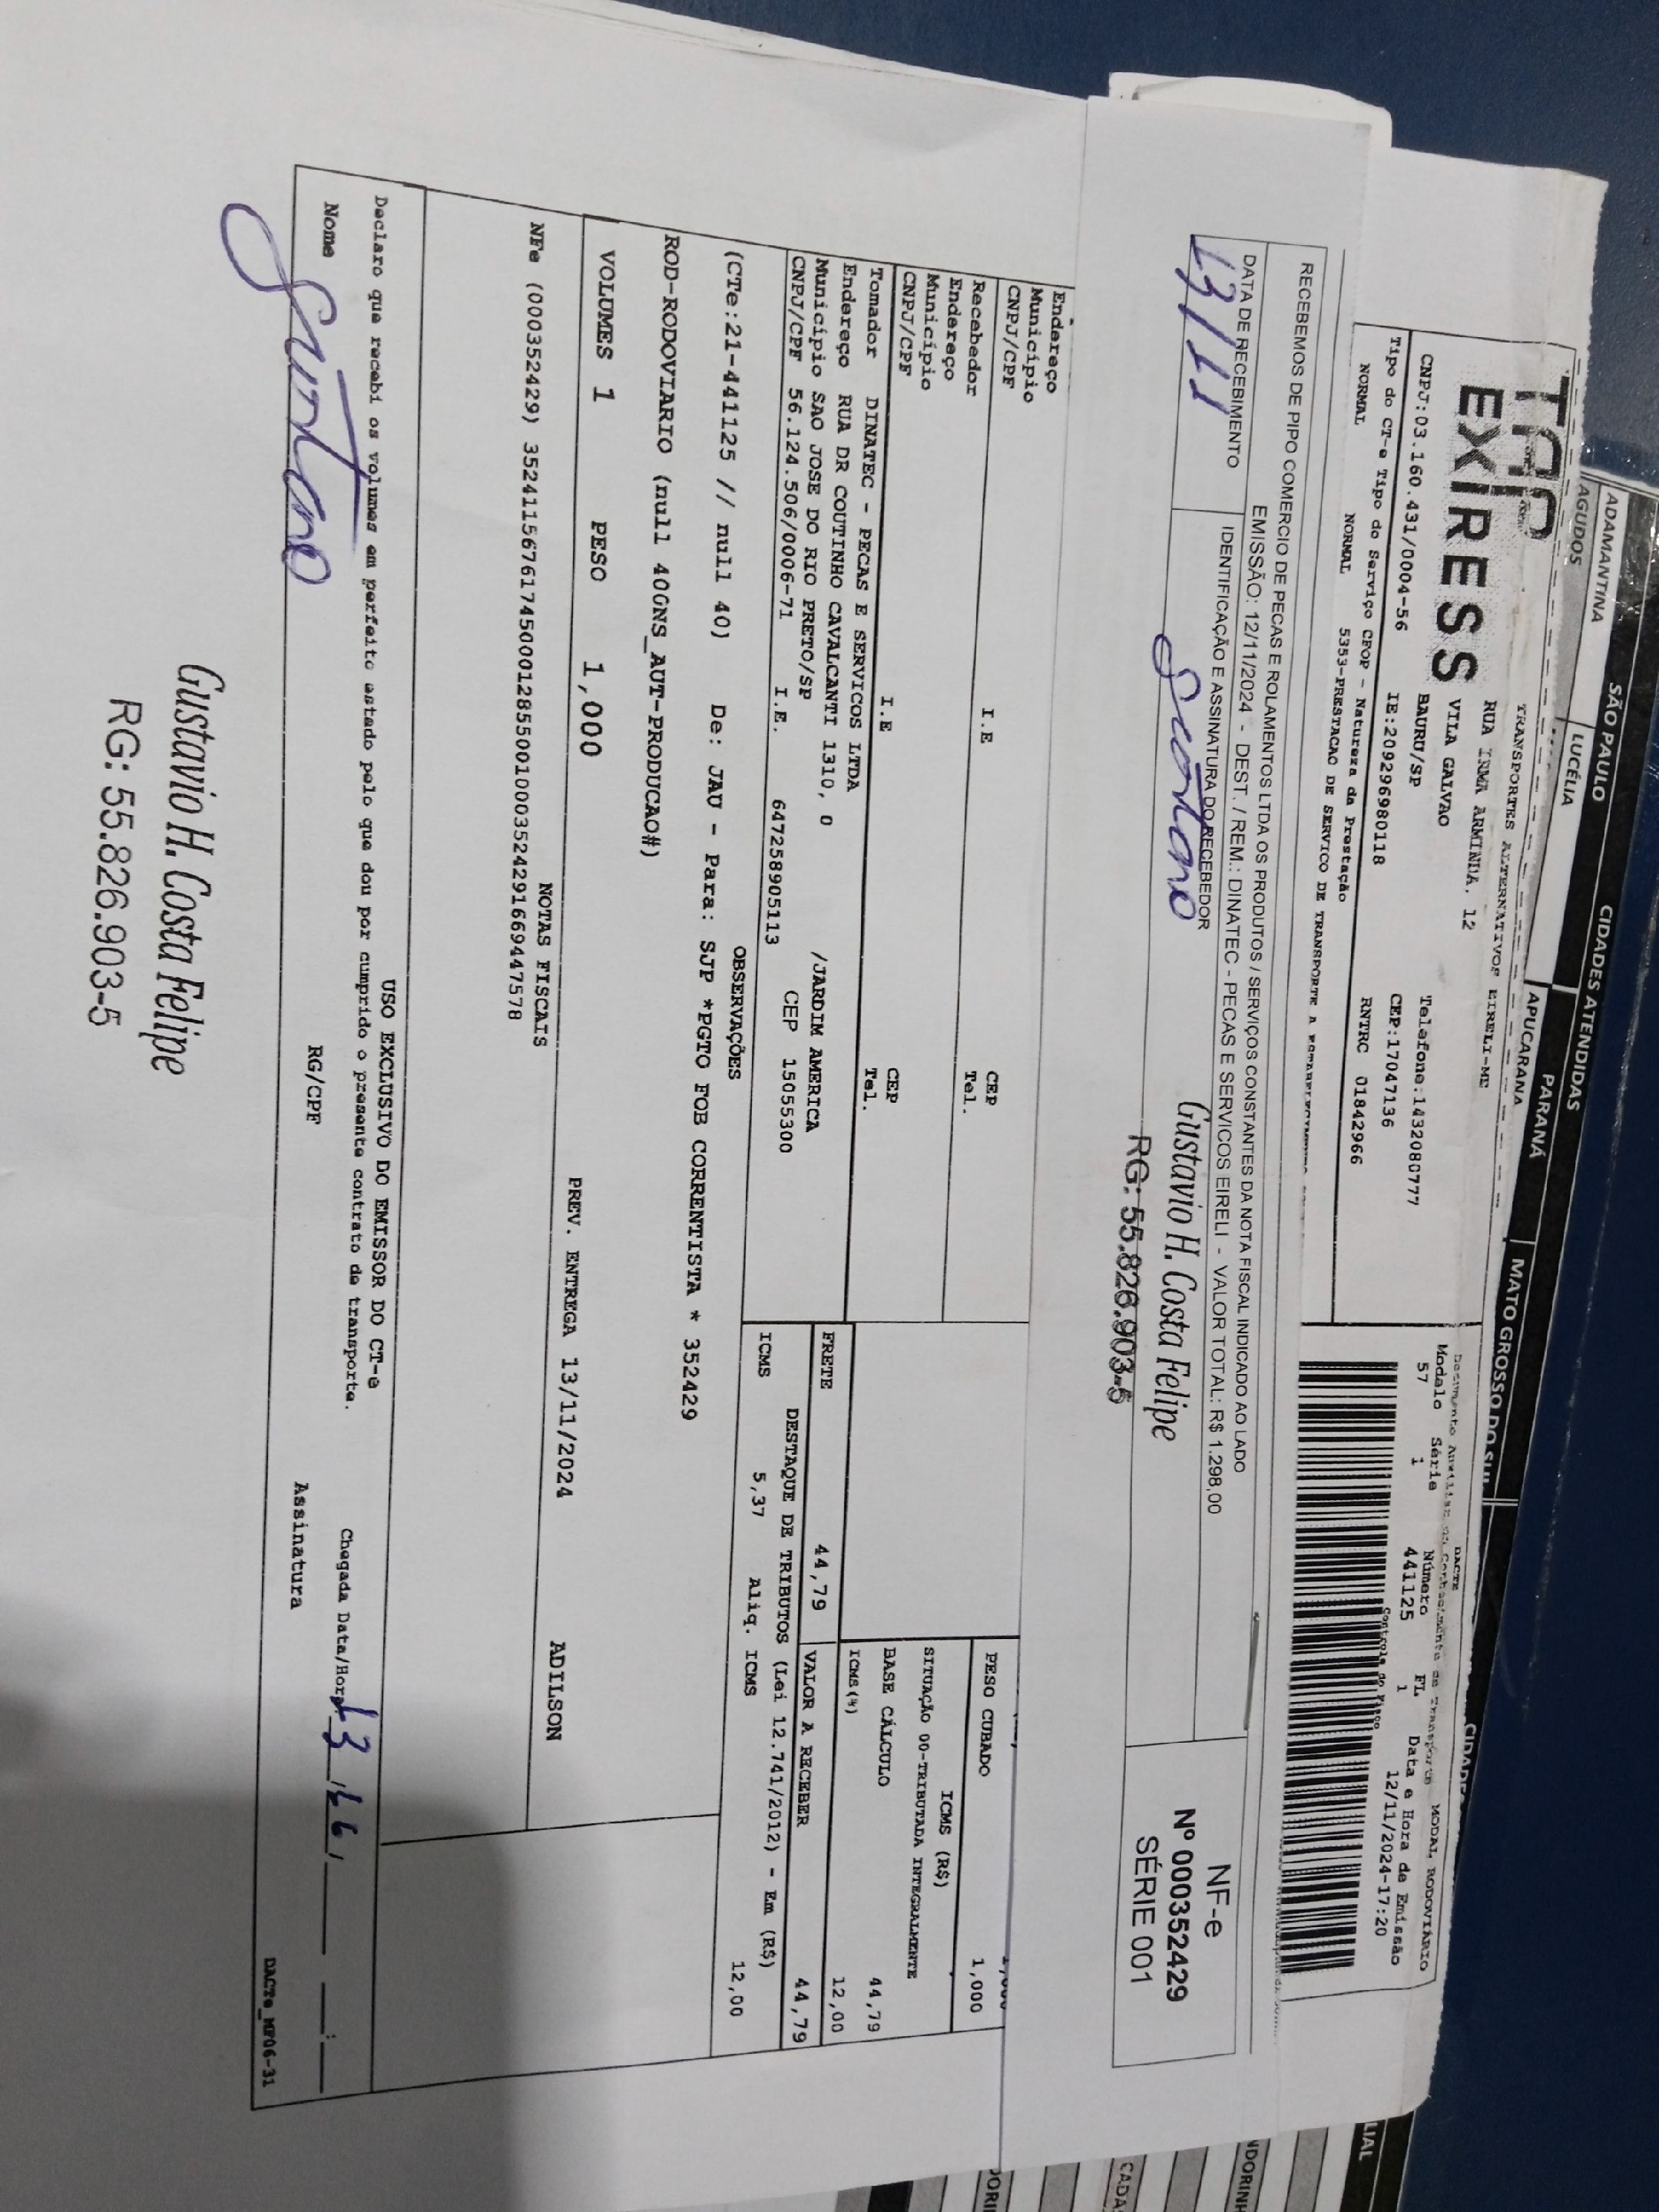 ADAMANTINA
SÃO PAULO
CIDADES ATENDIDAS
AGUDOS
LUCÉLIA
APUCARANA
PARANÁ
MATO GROSSO DO SUL
TAP
EXPRESS
TRANSPORTES ALTERNATIVOS EIRELI-ME
RUA IRMA ARMINDA, 12
VILA GALVAO
BAURU/SP
Telefone:1432080777
CNPJ:03.160.431/0004-56
IE:209296980118
CEP:17047136
Tipo do CT-e Tipo do Serviço CFOP - Natureza da Prestação
RNTRC 01842966
NORMAL NORMAL 5353-PRESTACAO DE SERVICO DE TRANSPORTE A
DACTE
Documento Auxiliar do Conhecimento de Transporte
MODAL RODOVIÁRIO
Modelo Série Número FL Data e Hora de Emissão
57 1 441125 1 12/11/2024-17:20
Controle do Fisco
RECEBEMOS DE PIPO COMERCIO DE PECAS E ROLAMENTOS LTDA OS PRODUTOS / SERVIÇOS CONSTANTES DA NOTA FISCAL INDICADO AO LADO
EMISSÃO: 12/11/2024 - DEST. / REM.: DINATEC - PECAS E SERVICOS EIRELI - VALOR TOTAL: R$ 1.298,00
DATA DE RECEBIMENTO
IDENTIFICAÇÃO E ASSINATURA DO RECEBEDOR
13/11
Gustavo
Gustavio H. Costa Felipe
RG: 55.826.903-5
NF-e
Nº 000352429
SÉRIE 001
Endereço
Município
CNPJ/CPF I.E CEP
Recebedor Tel.
Endereço
Município
CNPJ/CPF I.E CEP
Tomador DINATEC - PECAS E SERVICOS LTDA Tel.
Endereço RUA DR COUTINHO CAVALCANTI 1310, 0 /JARDIM AMERICA
Município SAO JOSE DO RIO PRETO/SP
CNPJ/CPF 56.124.506/0006-71 I.E. 647258905113 CEP 15055300
PESO CUBADO 1,000
ICMS (R$)
SITUAÇÃO 00-TRIBUTADA INTEGRALMENTE
BASE CÁLCULO 44,79
ICMS(%) 12,00
FRETE 44,79
VALOR A RECEBER 44,79
DESTAQUE DE TRIBUTOS (Lei 12.741/2012) - Em (R$)
ICMS 5,37 Aliq. ICMS 12,00
OBSERVAÇÕES
(CTe:21-441125 // null 40) De: JAU - Para: SJP *PGTO FOB CORRENTISTA * 352429
ROD-RODOVIARIO (null 40GNS_AUT-PRODUCAO#)
VOLUMES 1 PESO 1,000
PREV. ENTREGA 13/11/2024
ADILSON
NOTAS FISCAIS
NFe (000352429) 35241156761745000128550010003524291669447578
USO EXCLUSIVO DO EMISSOR DO CT-e
Declaro que recebi os volumes em perfeito estado pelo que dou por cumprido o presente contrato de transporte.
Chegada Data/Hora 13/11/
Nome Gustavo
RG/CPF
Assinatura
DACTe_MF06-31
Gustavio H. Costa Felipe
RG: 55.826.903-5